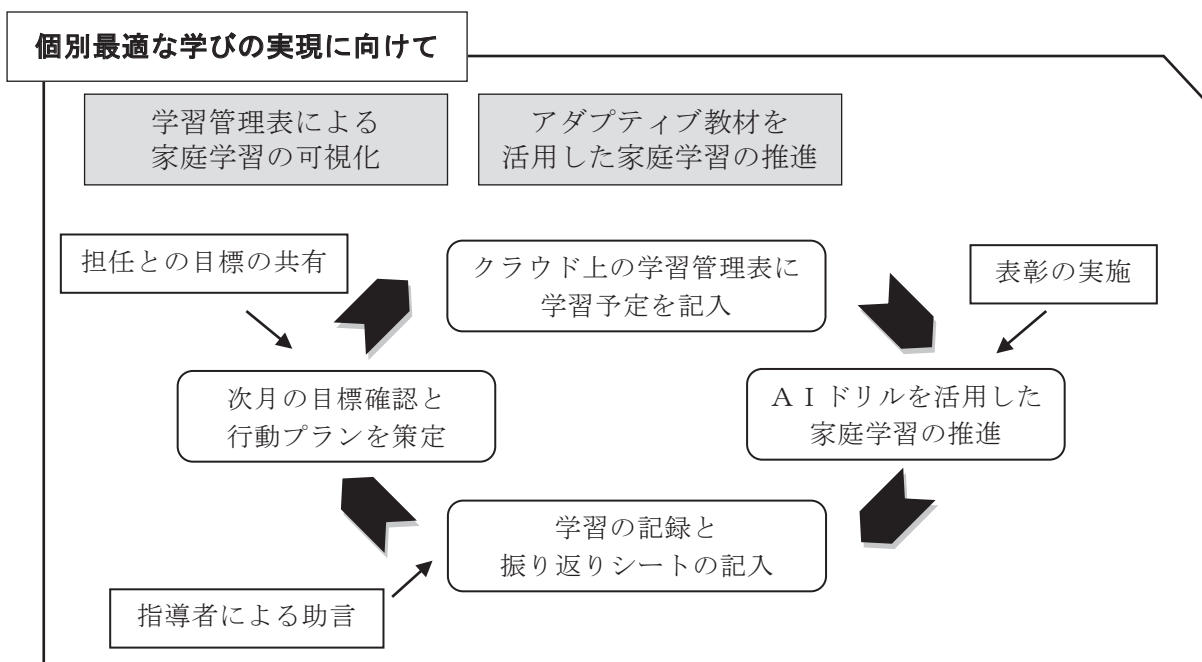 個別最適な学びの実現に向けて
学習管理表による
家庭学習の可視化
アダプティブ教材を
活用した家庭学習の推進
担任との目標の共有
クラウド上の学習管理表に
学習予定を記入
表彰の実施
次月の目標確認と
行動プランを策定
ＡＩドリルを活用した
家庭学習の推進
学習の記録と
振り返りシートの記入
指導者による助言